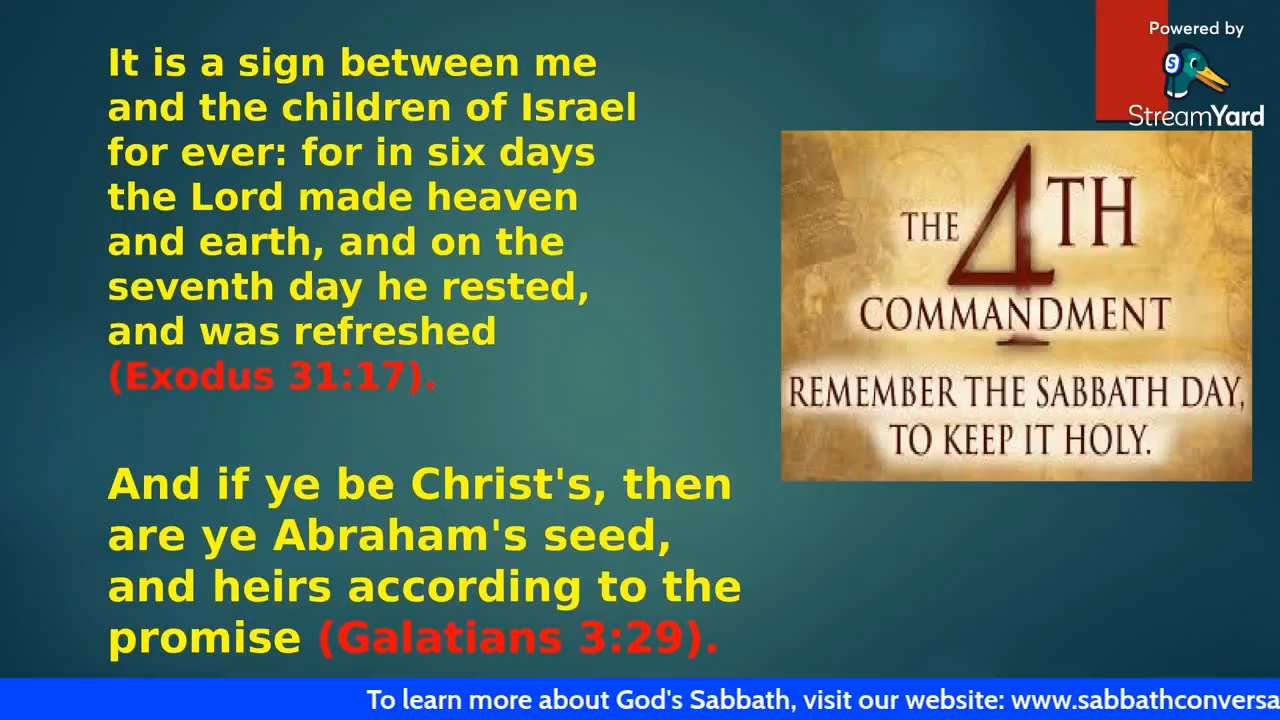 It is a sign between me
and the children of Israel
for ever: for in six days
the Lord made heaven
and earth, and on the
seventh day he rested,
and was refreshed
(Exodus 31:17).
And if ye be Christ's, then
are ye Abraham's seed,
and heirs according to the
promise (Galatians 3:29).
Powered by
S
StreamYard
THE 4TH
COMMANDMENT
REMEMBER THE SABBATH DAY,
TO KEEP IT HOLY.
To learn more about God's Sabbath, visit our website: www.sabbathconversa